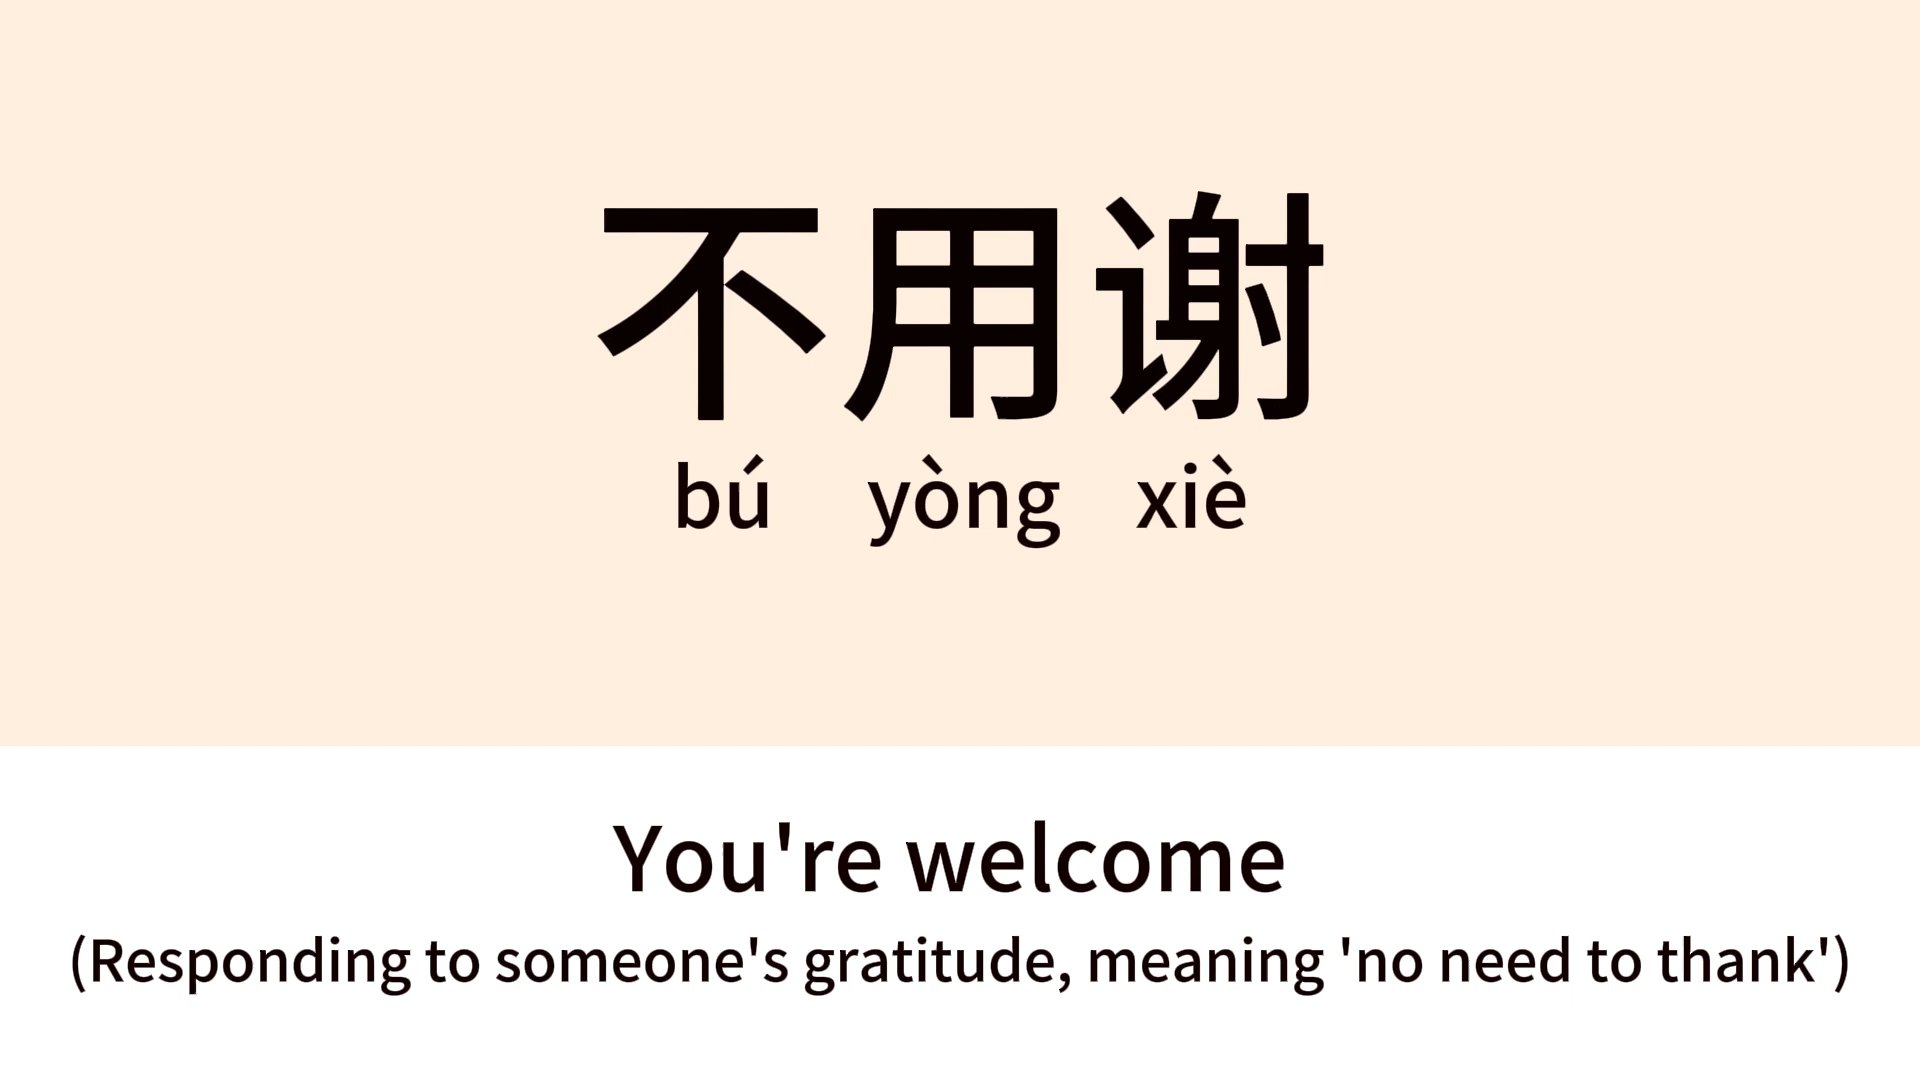 不用谢
bú yòng xiè
You're welcome
(Responding to someone's gratitude, meaning 'no need to thank')